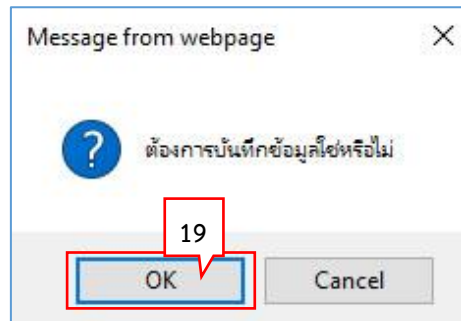 Message from webpage
ต้องการบันทึกข้อมูลใช่หรือไม่
19
OK
Cancel